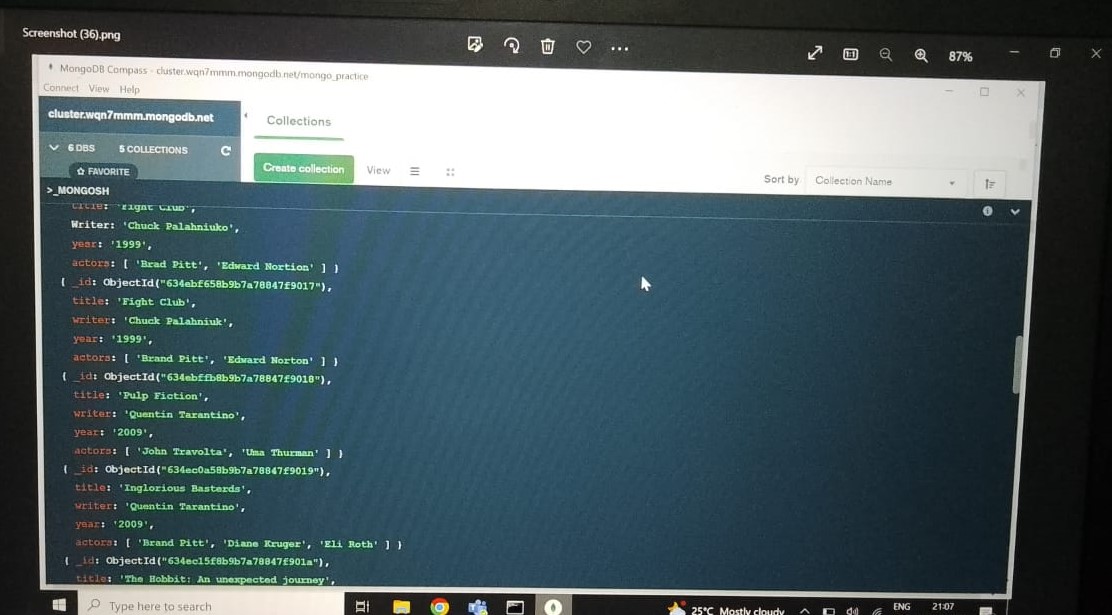 Screenshot (36).png
87%
MongoDB Compass - cluster.wqn7mmm.mongodb.net/mongo_practice
Connect View Help
cluster.wqn7mmm.mongodb.net
Collections
6 DBS 5 COLLECTIONS
FAVORITE
Create collection
View
Sort by
Collection Name
>_MONGOSH
title: 'Fight Club',
Writer: 'Chuck Palahniuko',
year: '1999',
actors: [ 'Brad Pitt', 'Edward Nortion' ] }
{ _id: ObjectId("634ebf658b9b7a78847f9017"),
title: 'Fight Club',
writer: 'Chuck Palahniuk',
year: '1999',
actors: [ 'Brand Pitt', 'Edward Norton' ] }
{ _id: ObjectId("634ebffb8b9b7a78847f9018"),
title: 'Pulp Fiction',
writer: 'Quentin Tarantino',
year: '2009',
actors: [ 'John Travolta', 'Uma Thurman' ] }
{ _id: ObjectId("634ec0a58b9b7a78847f9019"),
title: 'Inglorious Basterds',
writer: 'Quentin Tarantino',
year: '2009',
actors: [ 'Brand Pitt', 'Diane Kruger', 'Eli Roth' ] }
{ _id: ObjectId("634ec15f8b9b7a78847f901a"),
title: 'The Hobbit: An unexpected journey',
Type here to search
25°C Mostly cloudy
ENG
21:07